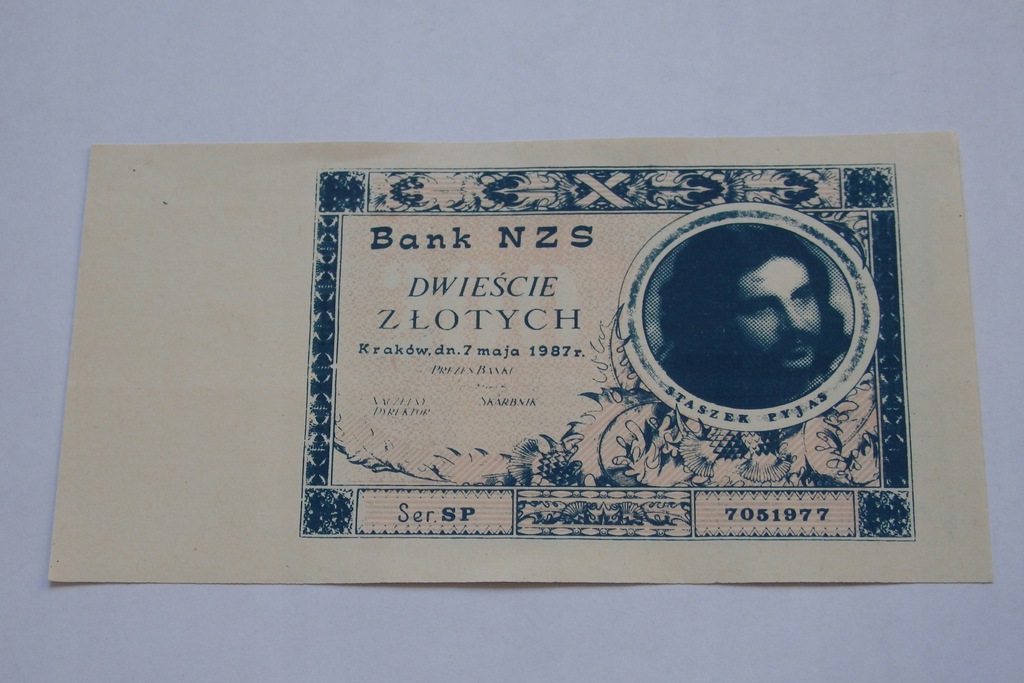 Bank NZS
DWIEŚCIE
ZŁOTYCH
Kraków, dn. 7 maja 1987 r.
PREZES BANKU
NACZELNY SKARBNIK
DYREKTOR
STASZEK PYJAS
Ser. SP
7051977